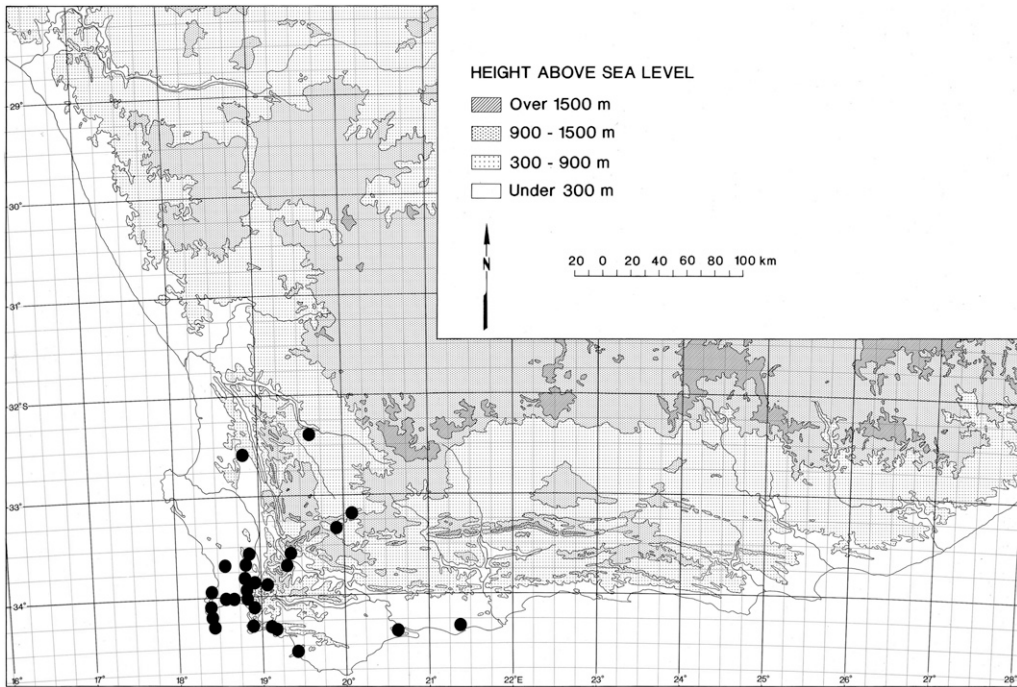 HEIGHT ABOVE SEA LEVEL
Over 1500 m
900 - 1500 m
300 - 900 m
Under 300 m
N
20 0 20 40 60 80 100 km
29°
30°
31°
32°S
33°
34°
16° 17° 18° 19° 20° 21° 22°E 23° 24° 25° 26° 27° 28°